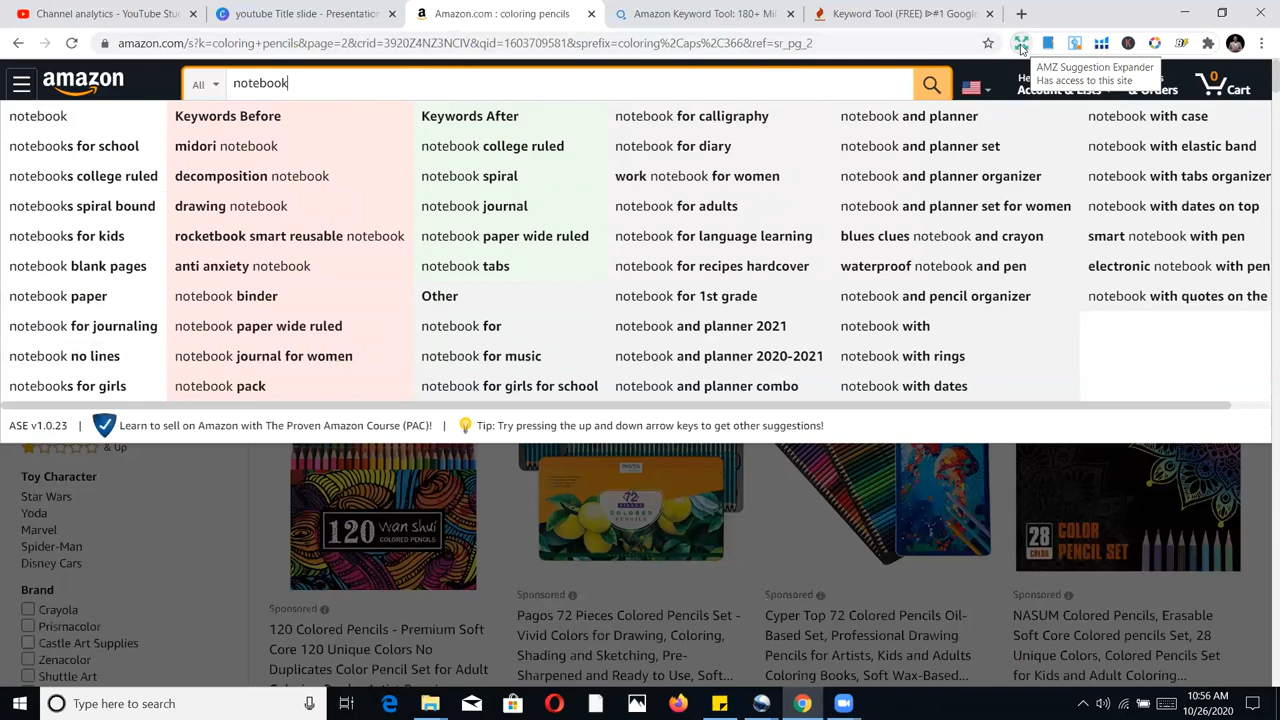 Channel analytics - YouTube Stu
youtube Title slide - Presentation
Amazon.com : coloring pencils
Amazon Keyword Tool: 180+ Mil
Keyword Tool (FREE) ᐈ#1 Google
amazon.com/s?k=coloring+pencils&page=2&crid=3920Z4NZ3NCIV&qid=1603709581&sprefix=coloring%2Caps%2C366&ref=sr_pg_2
AMZ Suggestion Expander
Has access to this site
amazon
All
notebook
0
Cart
notebook
notebooks for school
notebooks college ruled
notebooks spiral bound
notebooks for kids
notebook blank pages
notebook paper
notebook for journaling
notebook no lines
notebooks for girls
Keywords Before
midori notebook
decomposition notebook
drawing notebook
rocketbook smart reusable notebook
anti anxiety notebook
notebook binder
notebook paper wide ruled
notebook journal for women
notebook pack
Keywords After
notebook college ruled
notebook spiral
notebook journal
notebook paper wide ruled
notebook tabs
Other
notebook for
notebook for music
notebook for girls for school
notebook for calligraphy
notebook for diary
work notebook for women
notebook for adults
notebook for language learning
notebook for recipes hardcover
notebook for 1st grade
notebook and planner 2021
notebook and planner 2020-2021
notebook and planner combo
notebook and planner
notebook and planner set
notebook and planner organizer
notebook and planner set for women
blues clues notebook and crayon
waterproof notebook and pen
notebook and pencil organizer
notebook with
notebook with rings
notebook with dates
notebook with case
notebook with elastic band
notebook with tabs organizer
notebook with dates on top
smart notebook with pen
electronic notebook with pen
notebook with quotes on the
ASE v1.0.23 | Learn to sell on Amazon with The Proven Amazon Course (PAC)! | Tip: Try pressing the up and down arrow keys to get other suggestions!
& Up
Toy Character
Star Wars
Yoda
Marvel
Spider-Man
Disney Cars
Brand
Crayola
Prismacolor
Castle Art Supplies
Zenacolor
Shuttle Art
120 wan shui
COLORED PENCILS
Sponsored
120 Colored Pencils - Premium Soft
Core 120 Unique Colors No
Duplicates Color Pencil Set for Adult
72
Sponsored
Pagos 72 Pieces Colored Pencils Set -
Vivid Colors for Drawing, Coloring,
Shading and Sketching, Pre-
Sharpened and Ready to Use, Soft...
Sponsored
Cyper Top 72 Colored Pencils Oil-
Based Set, Professional Drawing
Pencils for Artists, Kids and Adults
Coloring Books, Soft Wax-Based...
28
COLOR
COLOR
PENCIL SET
Sponsored
NASUM Colored Pencils, Erasable
Soft Core Colored pencils Set, 28
Unique Colors, Colored Pencils Set
for Kids and Adult Coloring...
Type here to search
10:56 AM
10/26/2020